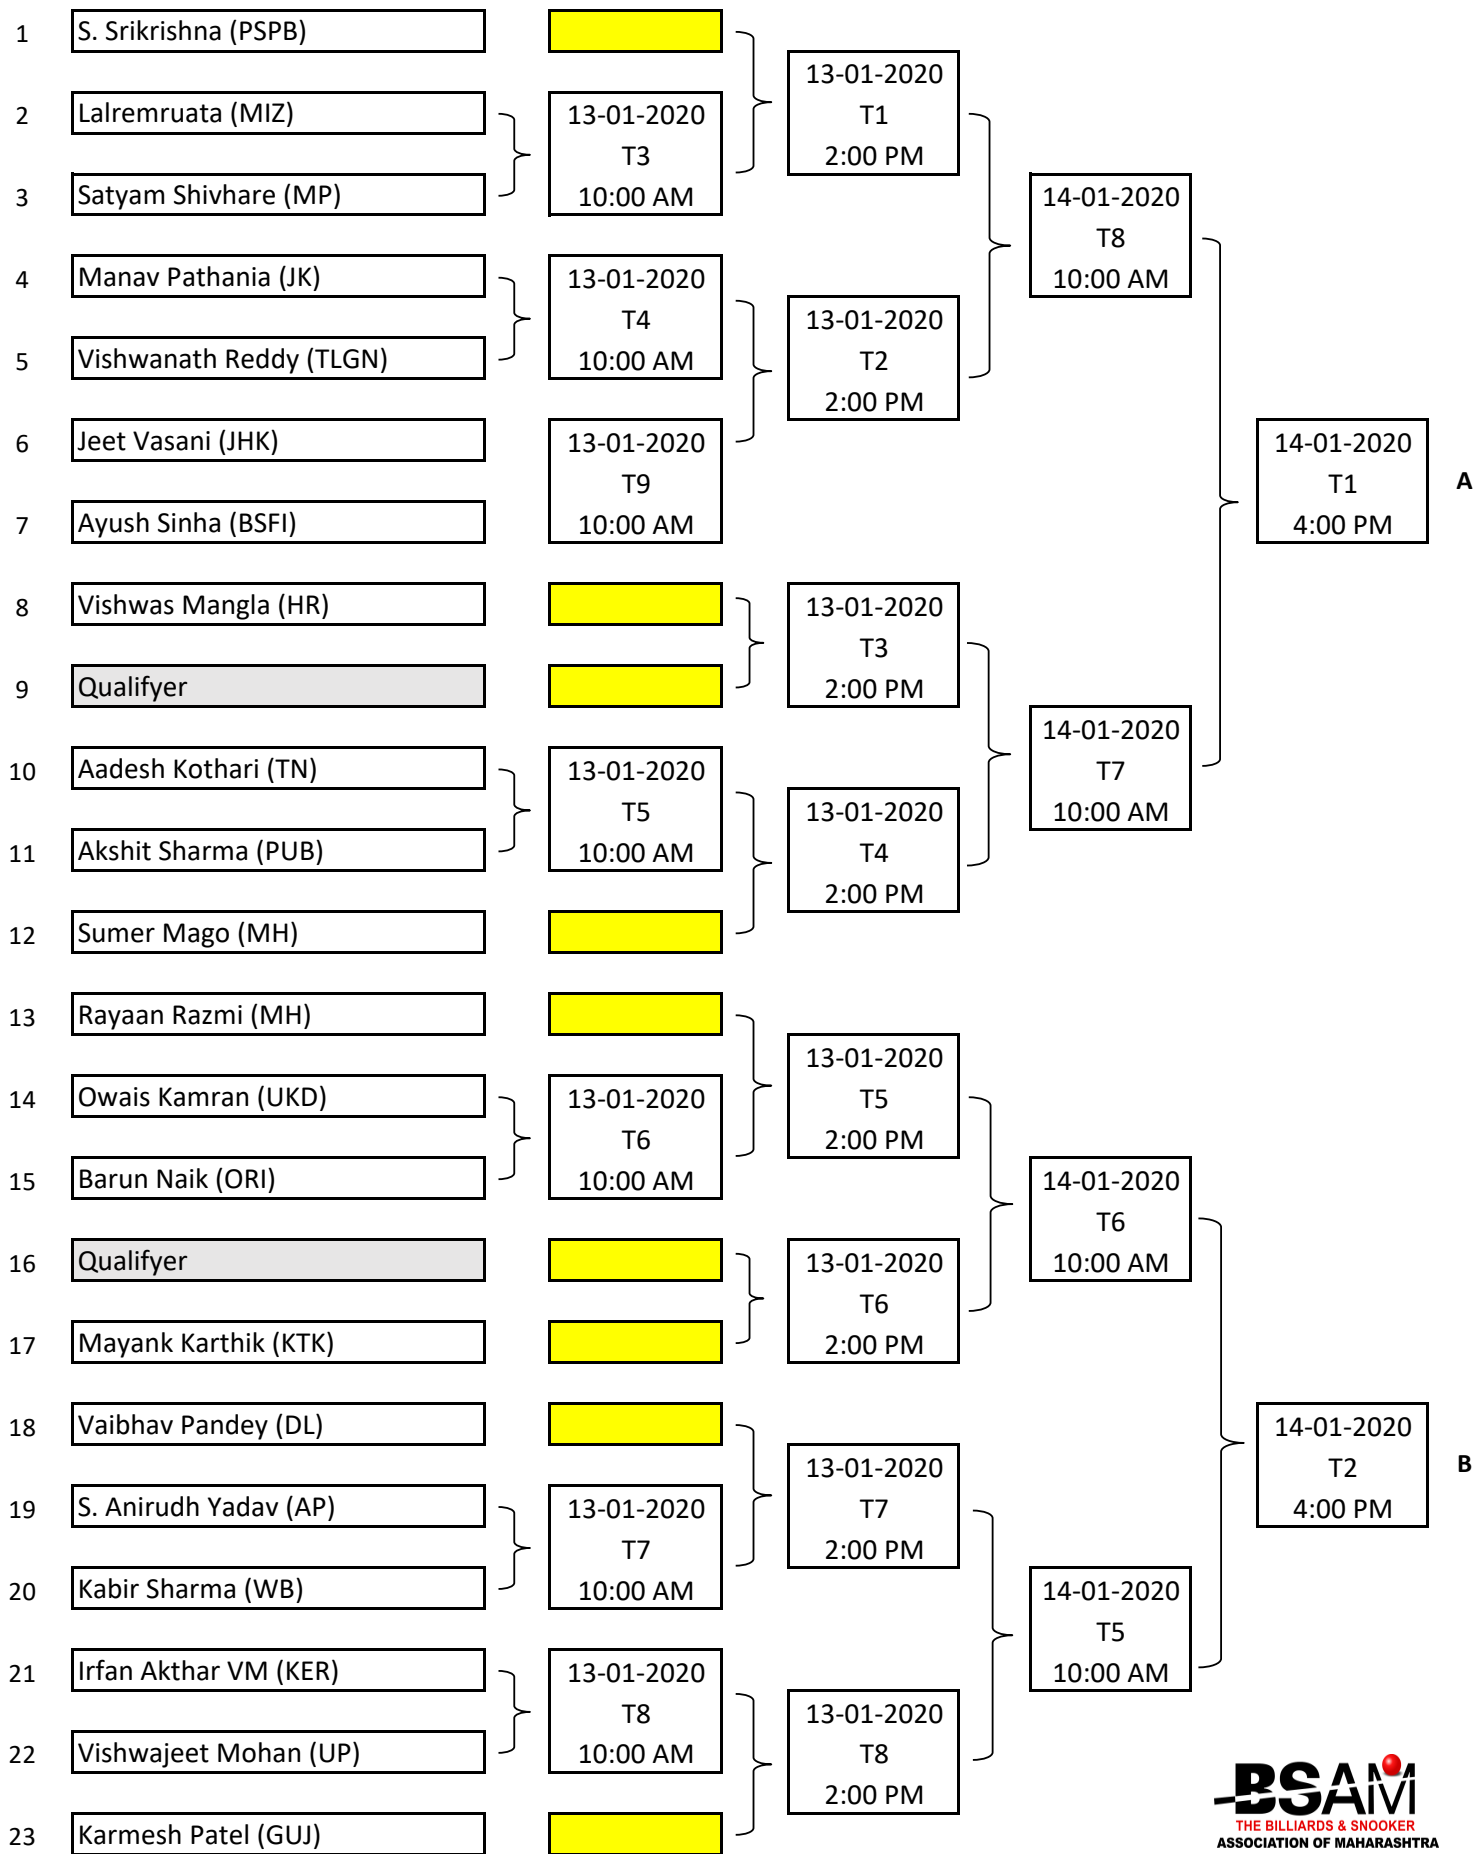 1 S. Srikrishna (PSPB)
13-01-2020
T1
2:00 PM
2 Lalremruata (MIZ)
13-01-2020
T3
10:00 AM
3 Satyam Shivhare (MP)
14-01-2020
T8
10:00 AM
4 Manav Pathania (JK)
13-01-2020
T4
10:00 AM
13-01-2020
T2
2:00 PM
5 Vishwanath Reddy (TLGN)
6 Jeet Vasani (JHK)
13-01-2020
T9
10:00 AM
14-01-2020
T1
4:00 PM
A
7 Ayush Sinha (BSFI)
8 Vishwas Mangla (HR)
13-01-2020
T3
2:00 PM
9 Qualifyer
14-01-2020
T7
10:00 AM
10 Aadesh Kothari (TN)
13-01-2020
T5
10:00 AM
13-01-2020
T4
2:00 PM
11 Akshit Sharma (PUB)
12 Sumer Mago (MH)
13 Rayaan Razmi (MH)
13-01-2020
T5
2:00 PM
14 Owais Kamran (UKD)
13-01-2020
T6
10:00 AM
15 Barun Naik (ORI)
14-01-2020
T6
10:00 AM
16 Qualifyer
13-01-2020
T6
2:00 PM
17 Mayank Karthik (KTK)
18 Vaibhav Pandey (DL)
14-01-2020
T2
4:00 PM
B
13-01-2020
T7
2:00 PM
19 S. Anirudh Yadav (AP)
13-01-2020
T7
10:00 AM
20 Kabir Sharma (WB)
14-01-2020
T5
10:00 AM
21 Irfan Akthar VM (KER)
13-01-2020
T8
10:00 AM
13-01-2020
T8
2:00 PM
22 Vishwajeet Mohan (UP)
23 Karmesh Patel (GUJ)
BSAM
THE BILLIARDS & SNOOKER
ASSOCIATION OF MAHARASHTRA